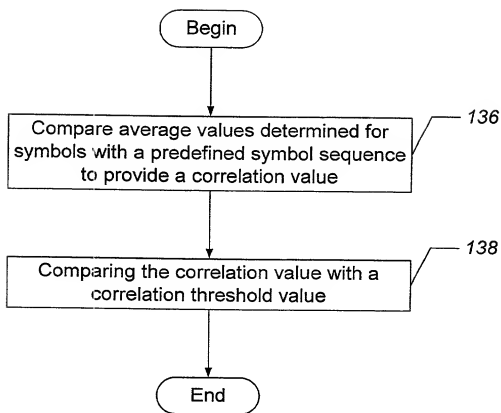 Begin
136
Compare average values determined for
symbols with a predefined symbol sequence
to provide a correlation value
138
Comparing the correlation value with a
correlation threshold value
End